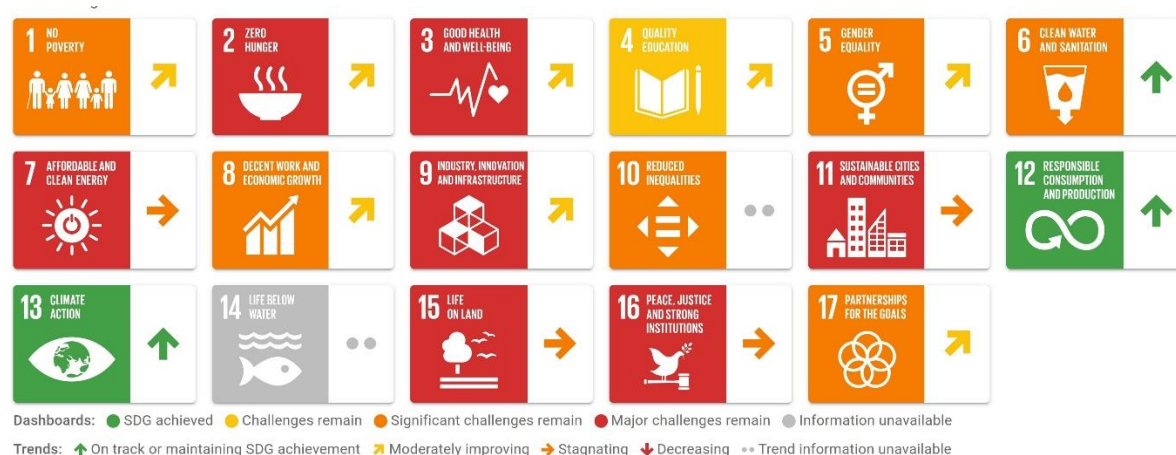 1 NO
POVERTY
2 ZERO
HUNGER
3 GOOD HEALTH
AND WELL-BEING
4 QUALITY
EDUCATION
5 GENDER
EQUALITY
6 CLEAN WATER
AND SANITATION
7 AFFORDABLE AND
CLEAN ENERGY
8 DECENT WORK AND
ECONOMIC GROWTH
9 INDUSTRY, INNOVATION
AND INFRASTRUCTURE
10 REDUCED
INEQUALITIES
11 SUSTAINABLE CITIES
AND COMMUNITIES
12 RESPONSIBLE
CONSUMPTION
AND PRODUCTION
13 CLIMATE
ACTION
14 LIFE BELOW
WATER
15 LIFE
ON LAND
16 PEACE, JUSTICE
AND STRONG
INSTITUTIONS
17 PARTNERSHIPS
FOR THE GOALS
Dashboards: SDG achieved Challenges remain Significant challenges remain Major challenges remain Information unavailable
Trends: On track or maintaining SDG achievement Moderately improving Stagnating Decreasing Trend information unavailable